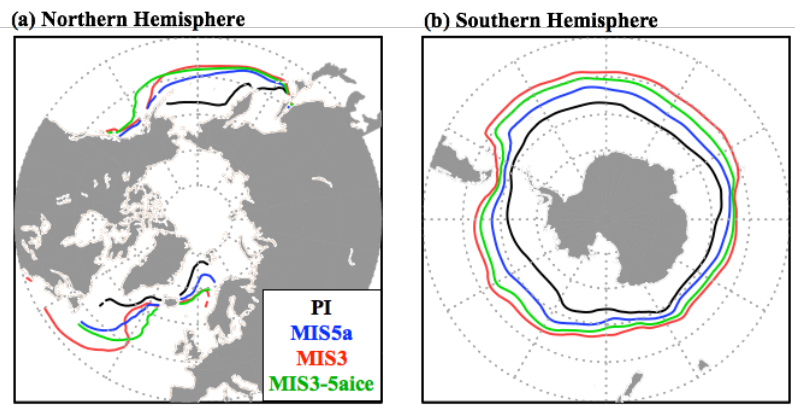 (a) Northern Hemisphere
(b) Southern Hemisphere
PI
MIS5a
MIS3
MIS3-5aice